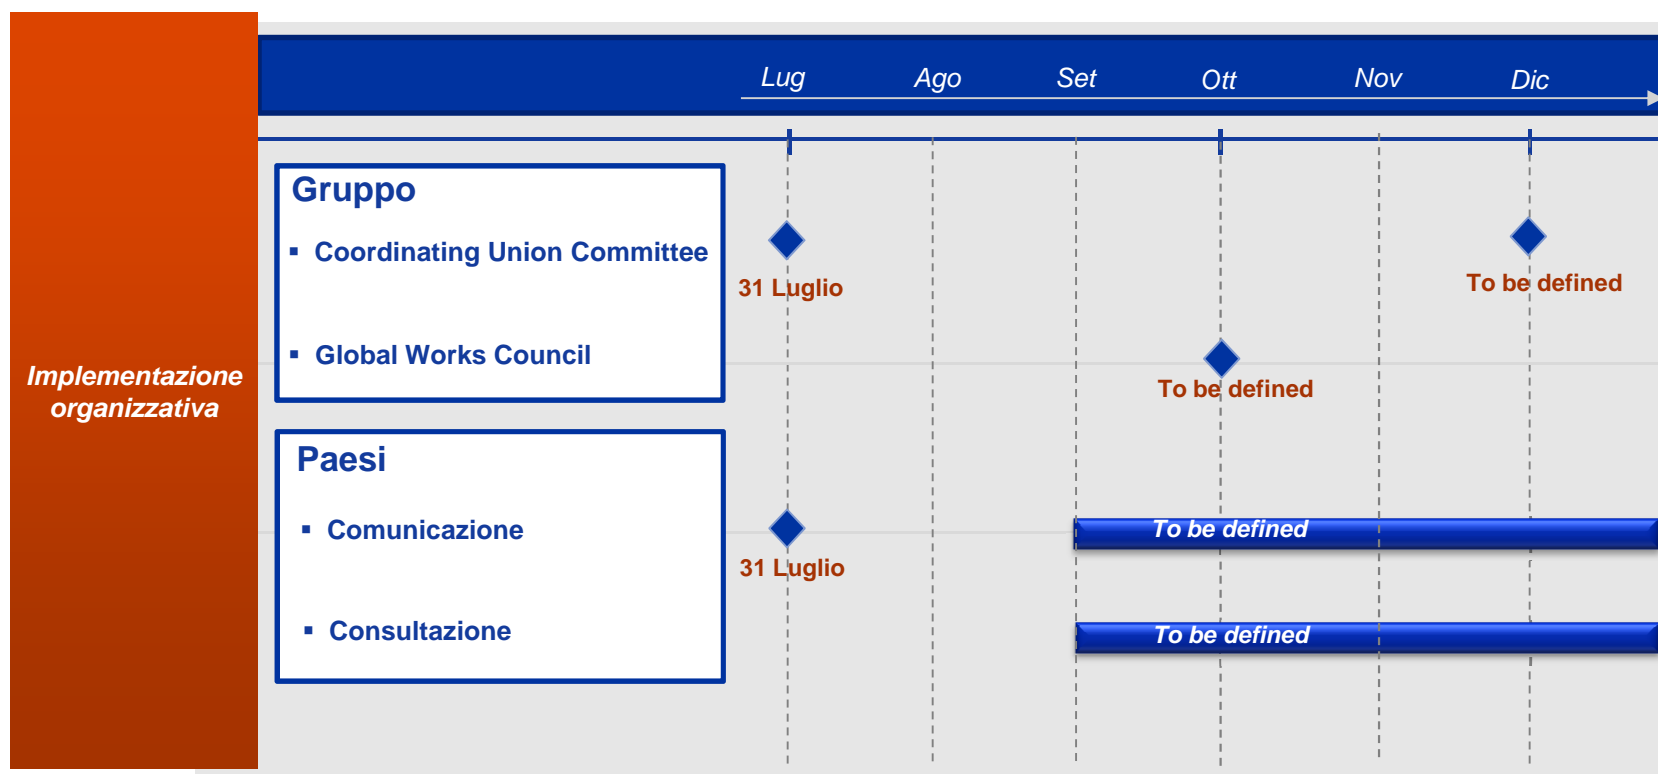 Lug Ago Set Ott Nov Dic
Implementazione
organizzativa
Gruppo
▪ Coordinating Union Committee
31 Luglio
To be defined
▪ Global Works Council
To be defined
Paesi
▪ Comunicazione
To be defined
31 Luglio
▪ Consultazione
To be defined